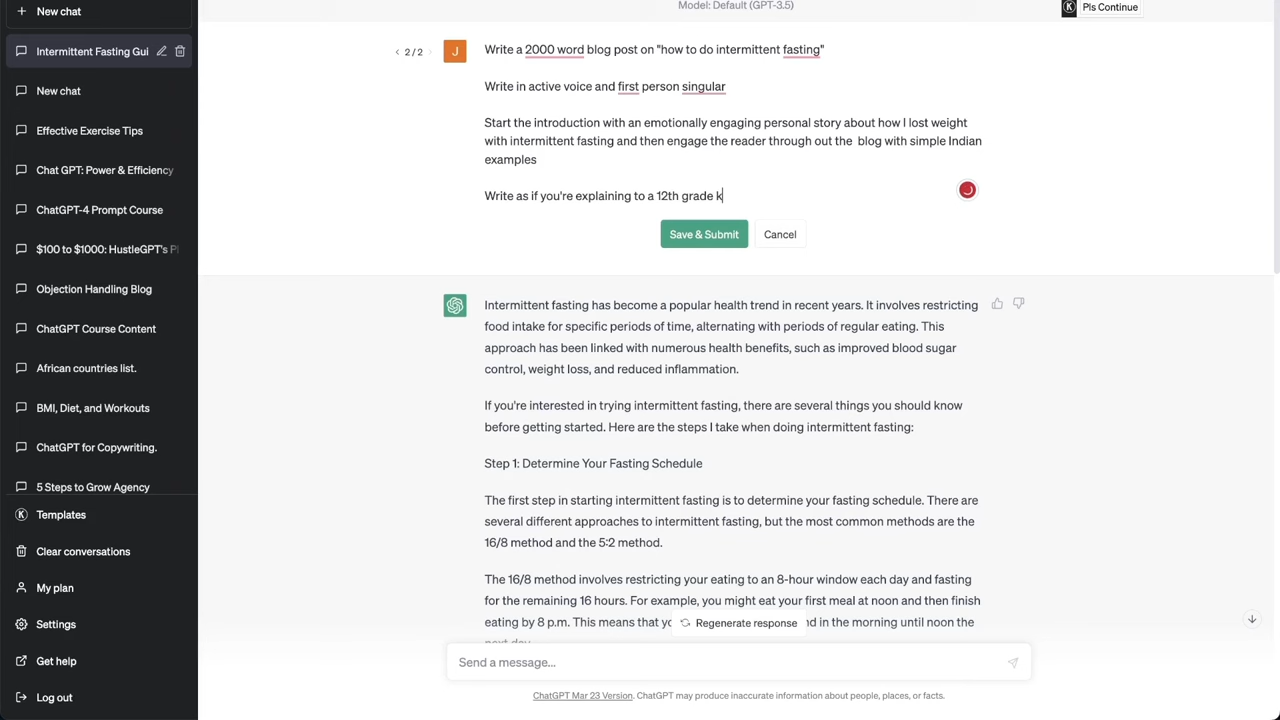 New chat
Intermittent Fasting Gui
New chat
Effective Exercise Tips
Chat GPT: Power & Efficiency
ChatGPT-4 Prompt Course
$100 to $1000: HustleGPT's
Objection Handling Blog
ChatGPT Course Content
African countries list.
BMI, Diet, and Workouts
ChatGPT for Copywriting.
5 Steps to Grow Agency
K Templates
Clear conversations
My plan
Settings
Get help
Log out
Model: Default (GPT-3.5)
K Pls Continue
< 2 / 2 >
J
Write a 2000 word blog post on "how to do intermittent fasting"
Write in active voice and first person singular
Start the introduction with an emotionally engaging personal story about how I lost weight
with intermittent fasting and then engage the reader through out the blog with simple Indian
examples
Write as if you're explaining to a 12th grade k
Save & Submit
Cancel
Intermittent fasting has become a popular health trend in recent years. It involves restricting
food intake for specific periods of time, alternating with periods of regular eating. This
approach has been linked with numerous health benefits, such as improved blood sugar
control, weight loss, and reduced inflammation.
If you're interested in trying intermittent fasting, there are several things you should know
before getting started. Here are the steps I take when doing intermittent fasting:
Step 1: Determine Your Fasting Schedule
The first step in starting intermittent fasting is to determine your fasting schedule. There are
several different approaches to intermittent fasting, but the most common methods are the
16/8 method and the 5:2 method.
The 16/8 method involves restricting your eating to an 8-hour window each day and fasting
for the remaining 16 hours. For example, you might eat your first meal at noon and then finish
eating by 8 p.m. This means that
in the morning until noon the
next day.
Regenerate response
Send a message...
ChatGPT Mar 23 Version. ChatGPT may produce inaccurate information about people, places, or facts.